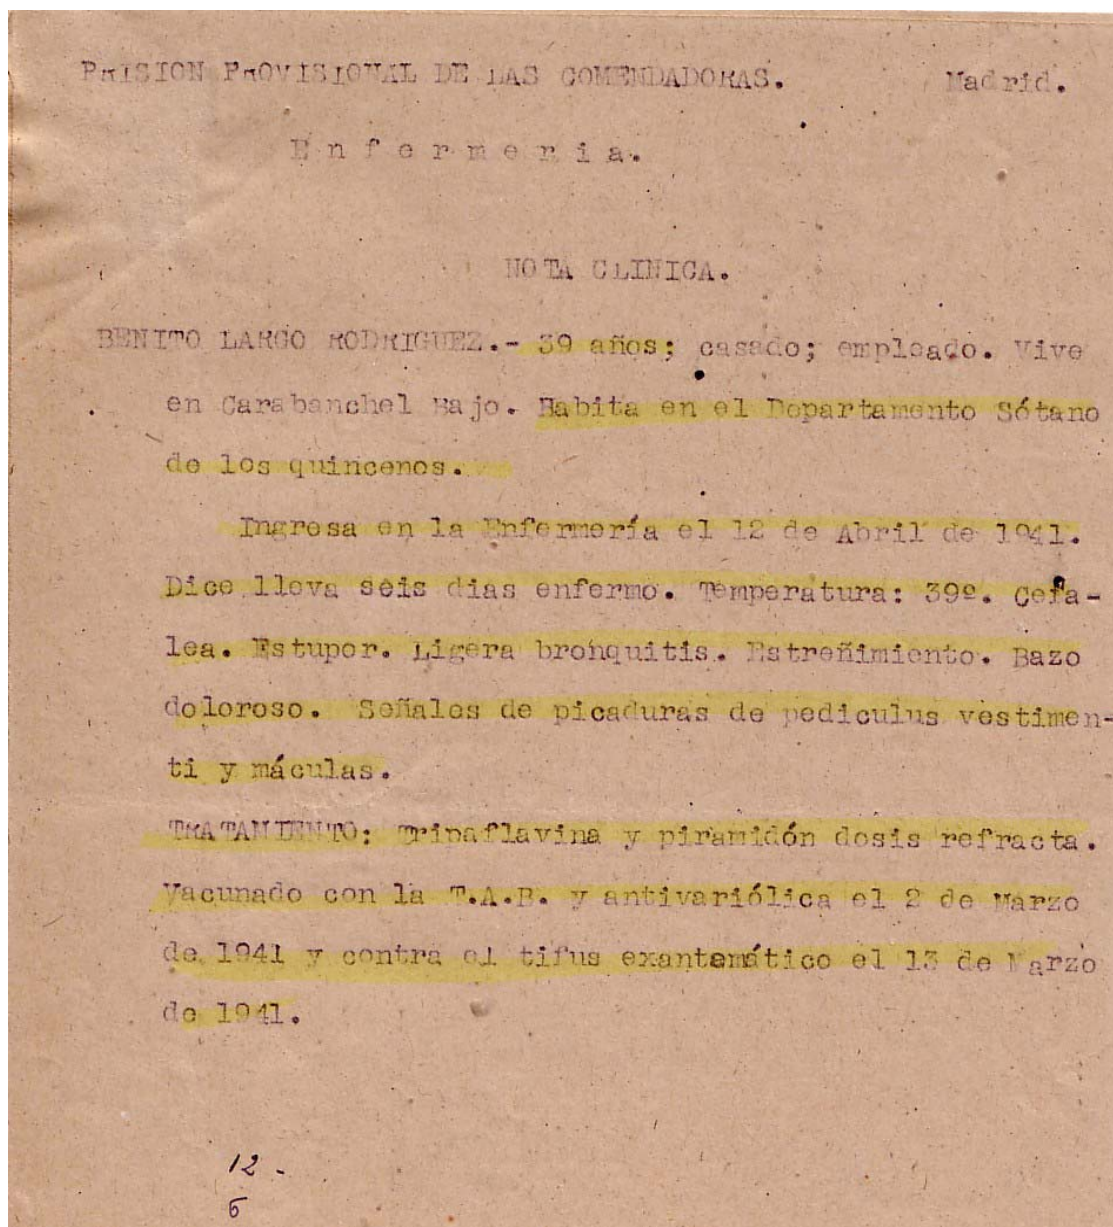 PRISION PROVISIONAL DE LAS COMENDADORAS. Madrid.
Enfermeria.
NOTA CLINICA.
BENITO LARGO RODRIGUEZ.- 39 años; casado; empleado. Vive
en Carabanchel Bajo. Habita en el Departamento Sótano
de los quincenos.
Ingresa en la Enfermería el 12 de Abril de 1941.
Dice lleva seis dias enfermo. Temperatura: 39º. Cefa-
lea. Estupor. Ligera bronquitis. Estreñimiento. Bazo
doloroso. Señales de picaduras de pediculus vestimen-
ti y máculas.
TRATAMIENTO: Tripaflavina y piramidón dosis refracta.
Vacunado con la T.A.B. y antivariólica el 2 de Marzo
de 1941 y contra el tifus exantemático el 13 de Marzo
de 1941.
12 -
6